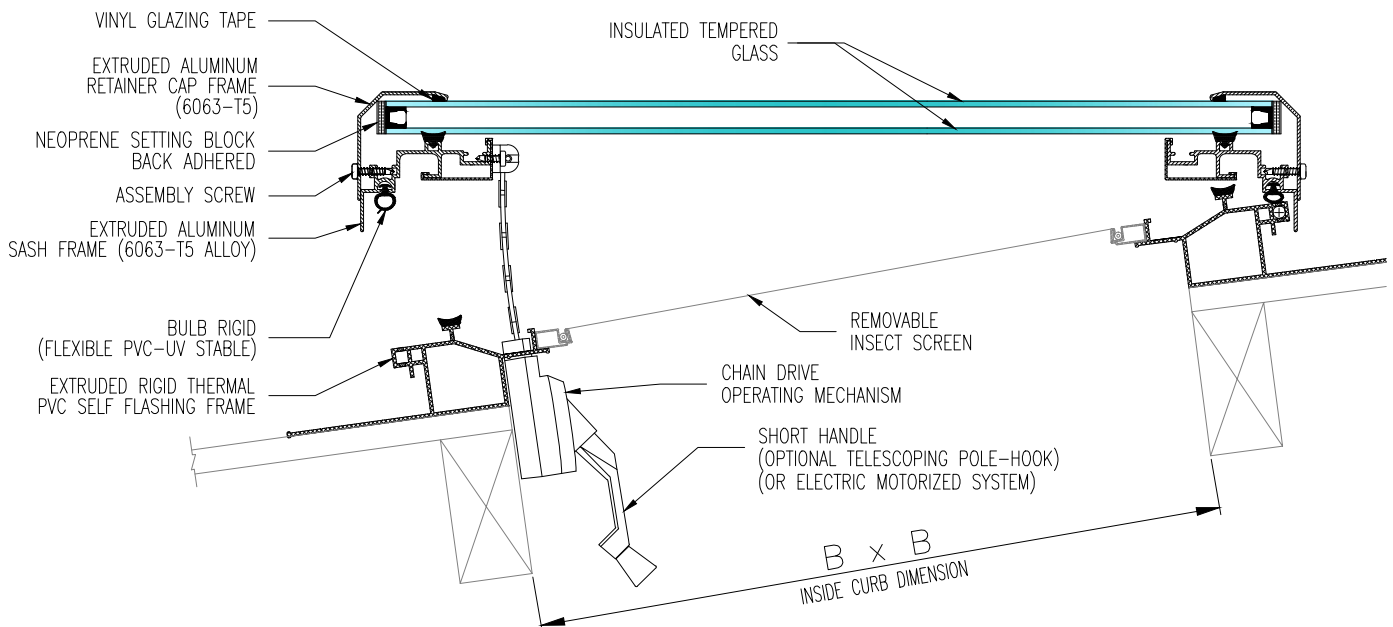 VINYL GLAZING TAPE
EXTRUDED ALUMINUM
RETAINER CAP FRAME
(6063-T5)
NEOPRENE SETTING BLOCK
BACK ADHERED
ASSEMBLY SCREW
EXTRUDED ALUMINUM
SASH FRAME (6063-T5 ALLOY)
BULB RIGID
(FLEXIBLE PVC-UV STABLE)
EXTRUDED RIGID THERMAL
PVC SELF FLASHING FRAME
INSULATED TEMPERED
GLASS
REMOVABLE
INSECT SCREEN
CHAIN DRIVE
OPERATING MECHANISM
SHORT HANDLE
(OPTIONAL TELESCOPING POLE-HOOK)
(OR ELECTRIC MOTORIZED SYSTEM)
B x B
INSIDE CURB DIMENSION